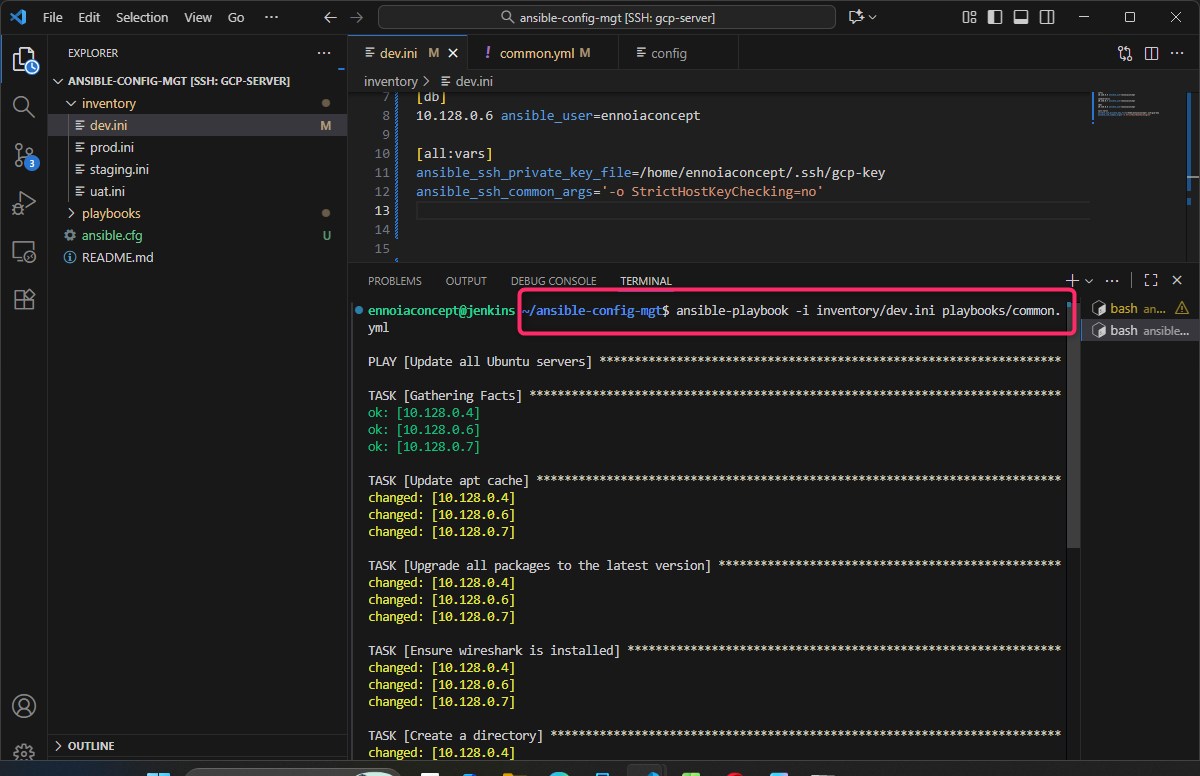 File Edit Selection View Go ··· ansible-config-mgt [SSH: gcp-server]
EXPLORER ···
ANSIBLE-CONFIG-MGT [SSH: GCP-SERVER]
inventory
dev.ini M
prod.ini
staging.ini
uat.ini
playbooks
ansible.cfg U
README.md
3
OUTLINE
dev.ini M ! common.yml M config
inventory > dev.ini
7 [db]
8 10.128.0.6 ansible_user=ennoiaconcept
9
10 [all:vars]
11 ansible_ssh_private_key_file=/home/ennoiaconcept/.ssh/gcp-key
12 ansible_ssh_common_args='-o StrictHostKeyChecking=no'
13
14
15
PROBLEMS OUTPUT DEBUG CONSOLE TERMINAL
ennoiaconcept@jenkins ~/ansible-config-mgt$ ansible-playbook -i inventory/dev.ini playbooks/common.
yml
PLAY [Update all Ubuntu servers] ******************************************************************
TASK [Gathering Facts] ****************************************************************************
ok: [10.128.0.4]
ok: [10.128.0.6]
ok: [10.128.0.7]
TASK [Update apt cache] ***************************************************************************
changed: [10.128.0.4]
changed: [10.128.0.6]
changed: [10.128.0.7]
TASK [Upgrade all packages to the latest version] *************************************************
changed: [10.128.0.4]
changed: [10.128.0.6]
changed: [10.128.0.7]
TASK [Ensure wireshark is installed] **************************************************************
changed: [10.128.0.4]
changed: [10.128.0.6]
changed: [10.128.0.7]
TASK [Create a directory] *************************************************************************
changed: [10.128.0.4]
bash an...
bash ansible...